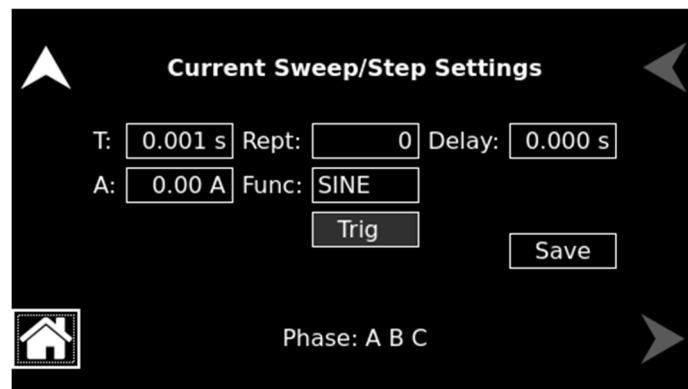 Current Sweep/Step Settings
T: 0.001 s Rept: 0 Delay: 0.000 s
A: 0.00 A Func: SINE
Trig
Save
Phase: A B C